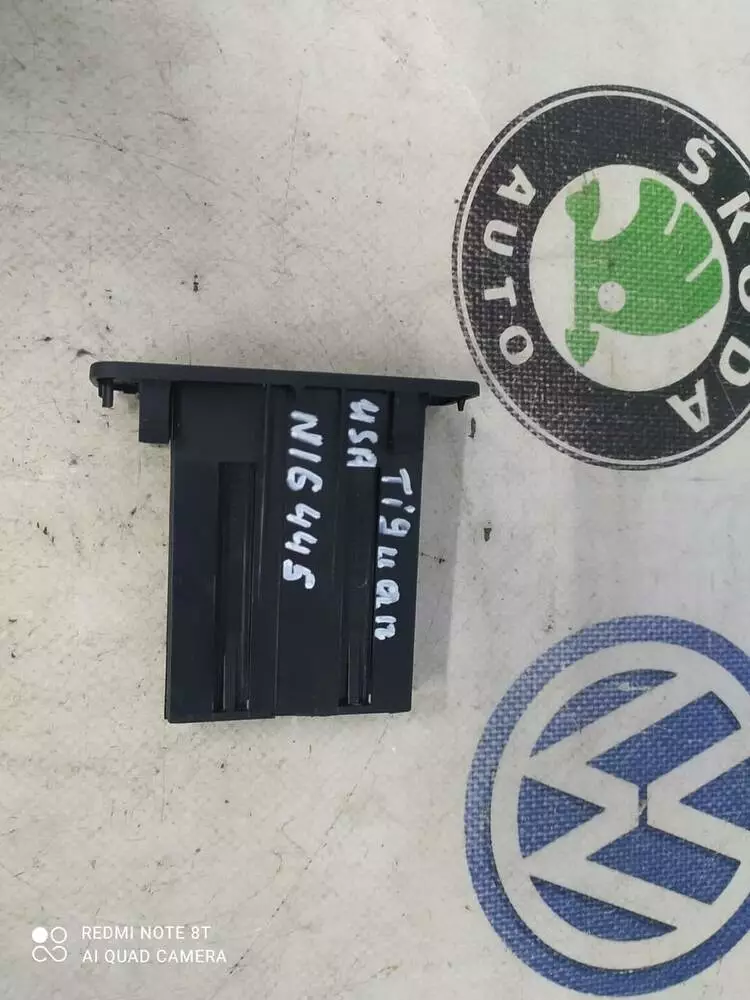 ŠKODA
AUTO
USA
Tiguan
N16445
REDMI NOTE 8T
AI QUAD CAMERA